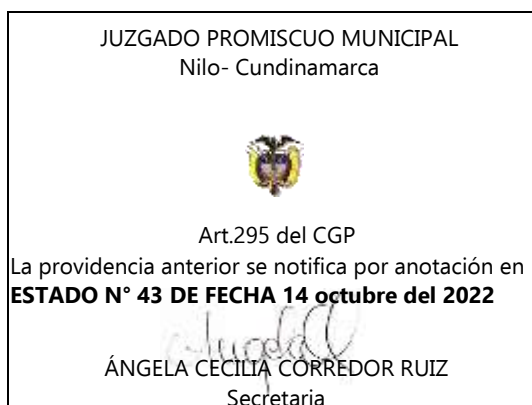 JUZGADO PROMISCUO MUNICIPAL
Nilo- Cundinamarca
Art.295 del CGP
La providencia anterior se notifica por anotación en
ESTADO N° 43 DE FECHA 14 octubre del 2022
ÁNGELA CECILIA CORREDOR RUIZ
Secretaria